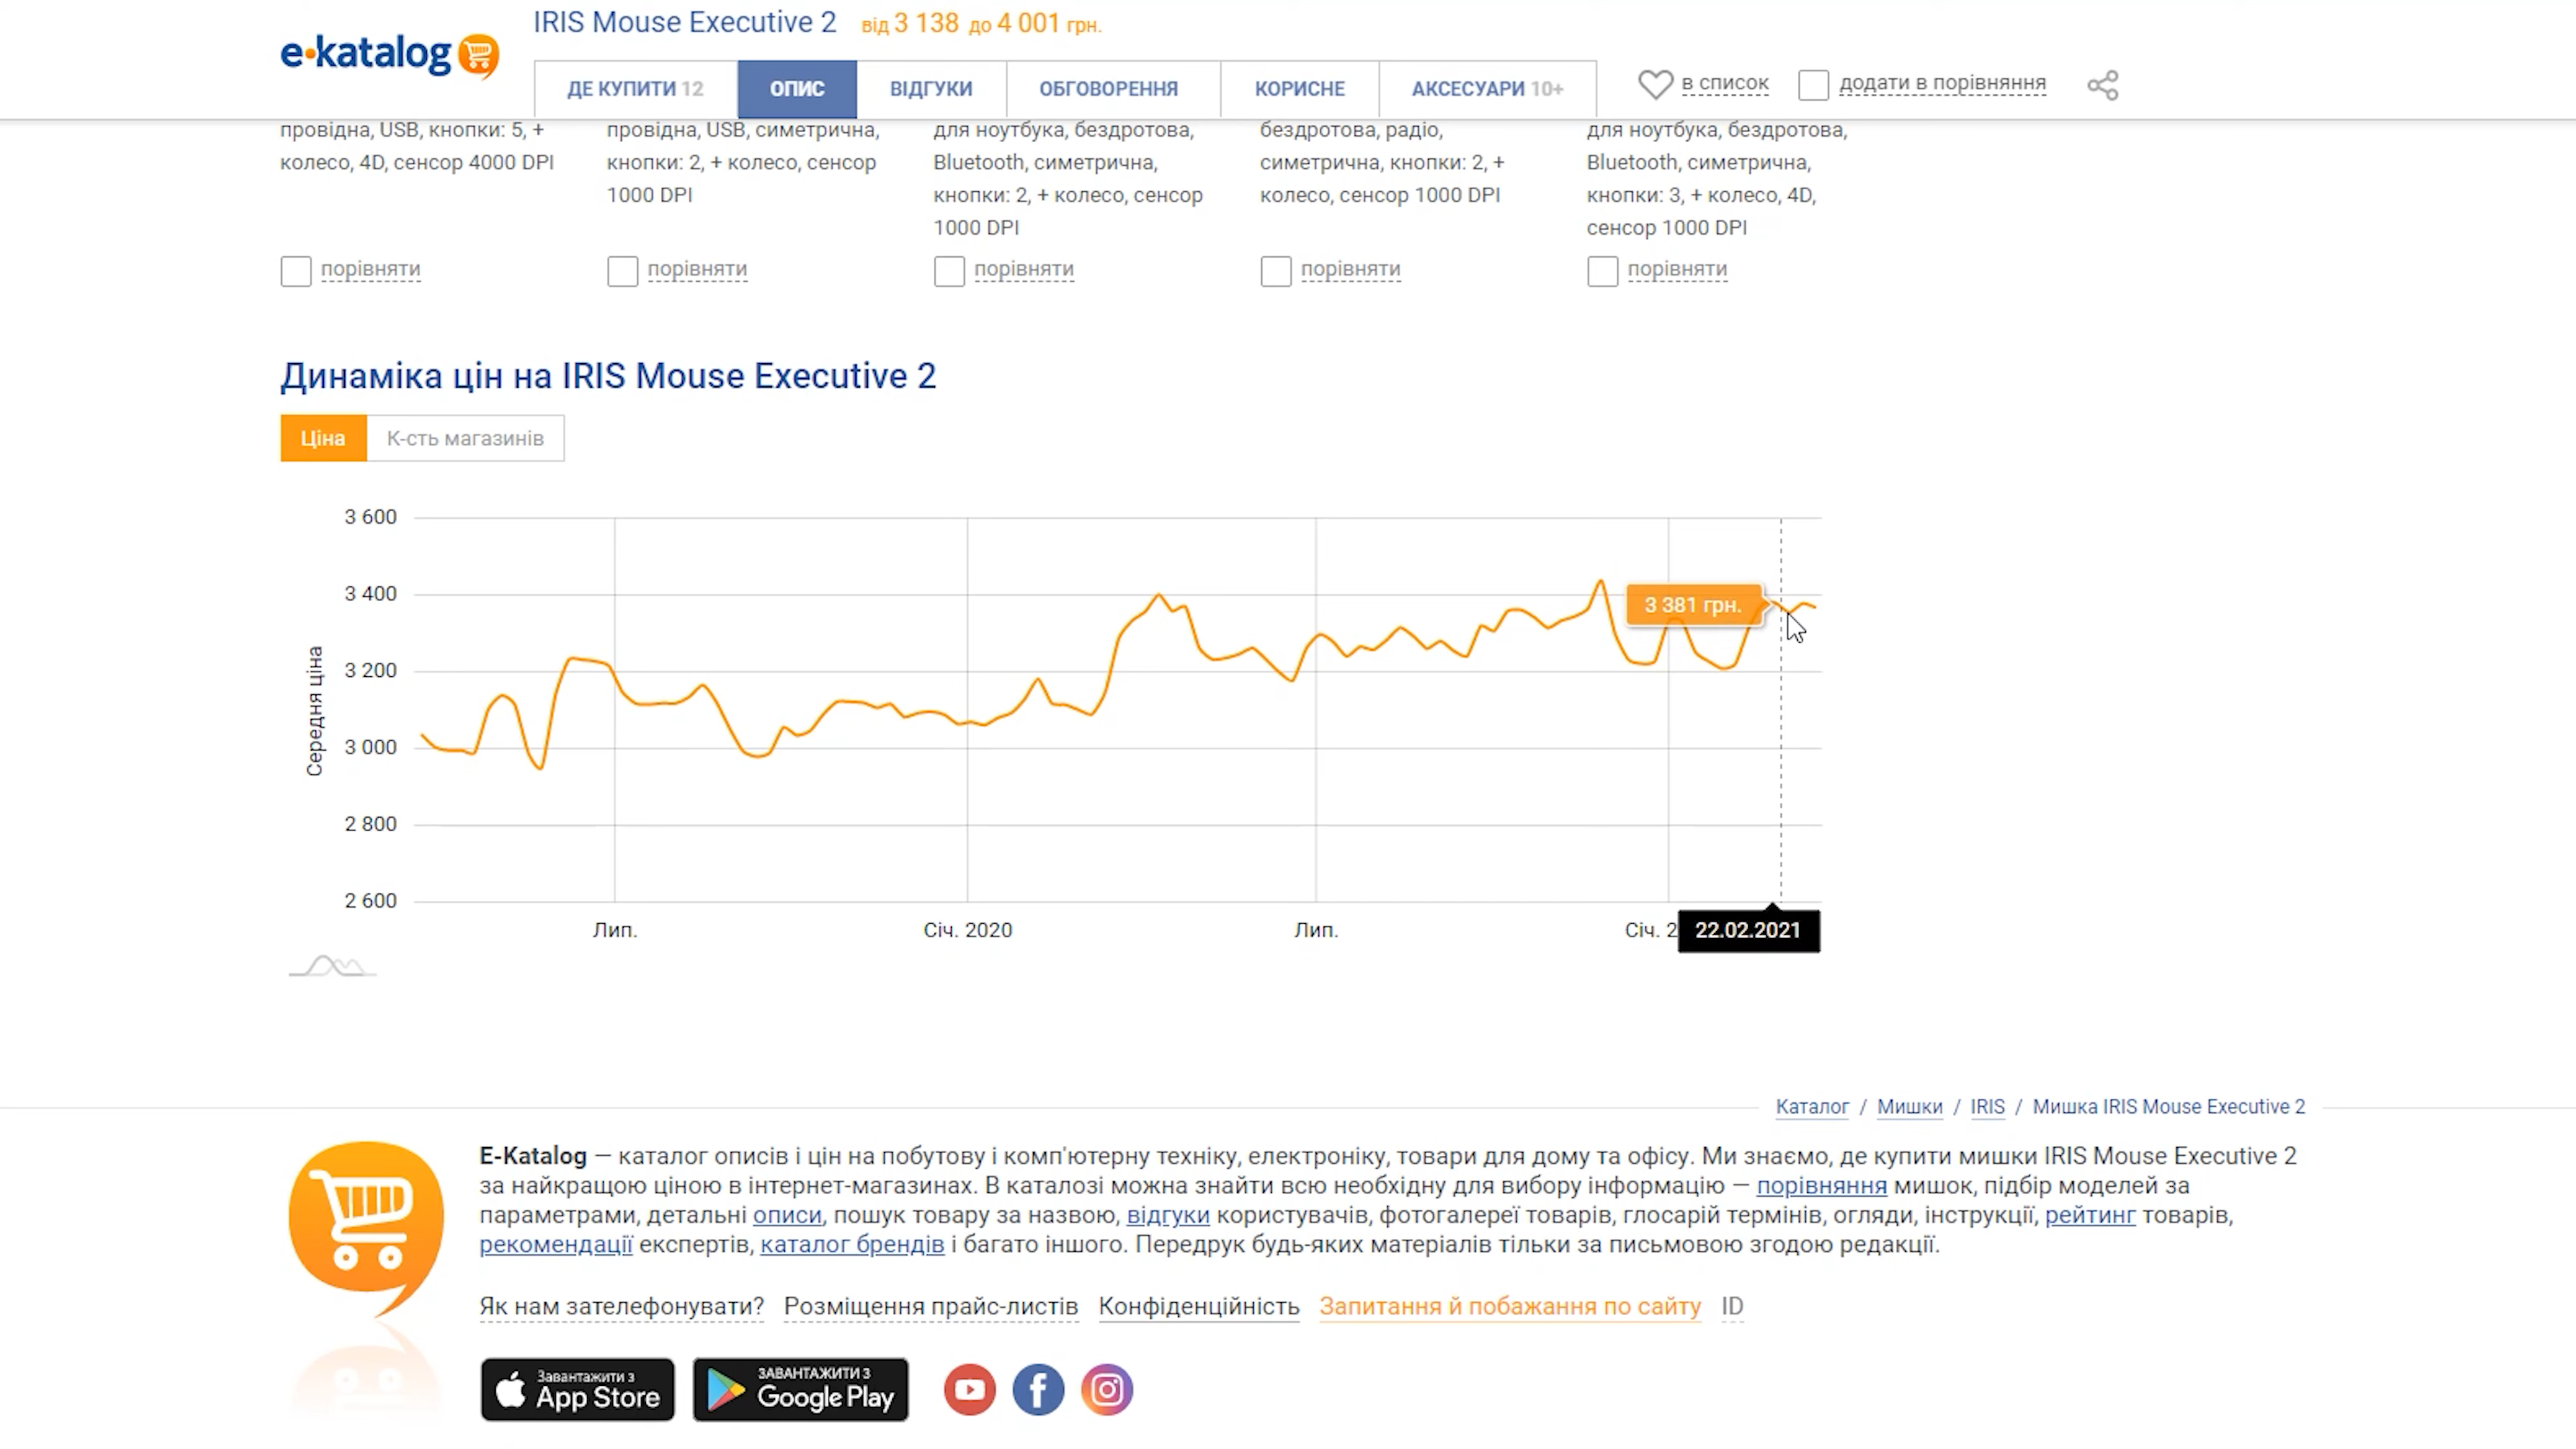 e·katalog
IRIS Mouse Executive 2 від 3 138 до 4 001 грн.
ДЕ КУПИТИ 12
ОПИС
ВІДГУКИ
ОБГОВОРЕННЯ
КОРИСНЕ
АКСЕСУАРИ 10+
в список
додати в порівняння
провідна, USB, кнопки: 5, +
колесо, 4D, сенсор 4000 DPI
порівняти
провідна, USB, симетрична,
кнопки: 2, + колесо, сенсор
1000 DPI
порівняти
для ноутбука, бездротова,
Bluetooth, симетрична,
кнопки: 2, + колесо, сенсор
1000 DPI
порівняти
бездротова, радіо,
симетрична, кнопки: 2, +
колесо, сенсор 1000 DPI
порівняти
для ноутбука, бездротова,
Bluetooth, симетрична,
кнопки: 3, + колесо, 4D,
сенсор 1000 DPI
порівняти
Динаміка цін на IRIS Mouse Executive 2
Ціна
К-сть магазинів
Середня ціна
3 600
3 400
3 200
3 000
2 800
2 600
3 381 грн.
Лип.
Січ. 2020
Лип.
Січ. 2
22.02.2021
Каталог / Мишки / IRIS / Мишка IRIS Mouse Executive 2
E-Katalog — каталог описів і цін на побутову і комп'ютерну техніку, електроніку, товари для дому та офісу. Ми знаємо, де купити мишки IRIS Mouse Executive 2
за найкращою ціною в інтернет-магазинах. В каталозі можна знайти всю необхідну для вибору інформацію — порівняння мишок, підбір моделей за
параметрами, детальні описи, пошук товару за назвою, відгуки користувачів, фотогалереї товарів, глосарій термінів, огляди, інструкції, рейтинг товарів,
рекомендації експертів, каталог брендів і багато іншого. Передрук будь-яких матеріалів тільки за письмовою згодою редакції.
Як нам зателефонувати? Розміщення прайс-листів Конфіденційність Запитання й побажання по сайту ID
Завантажити з
App Store
ЗАВАНТАЖИТИ З
Google Play